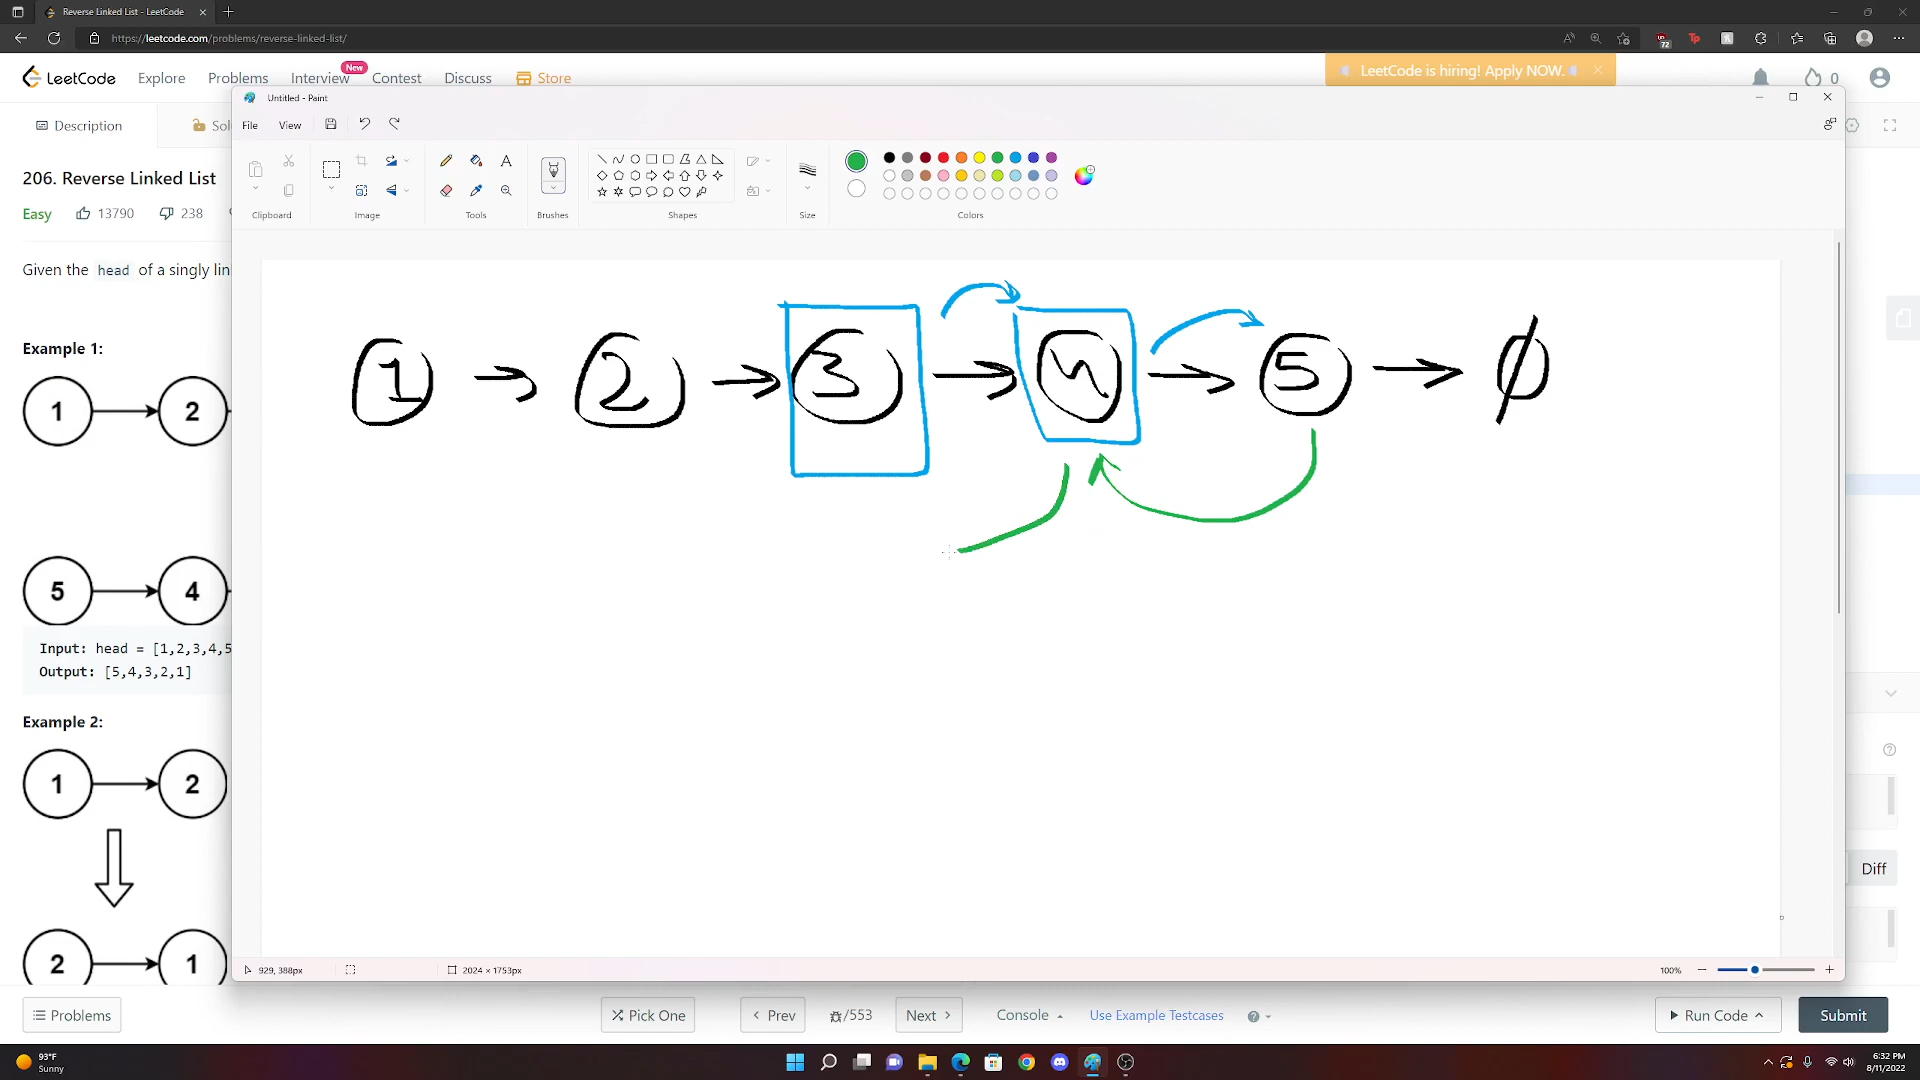 Reverse Linked List - LeetCode
https://leetcode.com/problems/reverse-linked-list/
72
LeetCode Explore Problems Interview New Contest Discuss Store
LeetCode is hiring! Apply NOW.
0
Description
Solu
206. Reverse Linked List
Easy 13790 238
Given the head of a singly lin
Example 1:
1 2
5 4
Input: head = [1,2,3,4,5
Output: [5,4,3,2,1]
Example 2:
1 2
2 1
Untitled - Paint
File View
Clipboard Image Tools Brushes Shapes Size Colors
1 → 2 → 3 → 4 → 5 → ∅
929, 388px 2024 × 1753px 100%
Diff
Problems Pick One Prev /553 Next Console Use Example Testcases Run Code Submit
93°F
Sunny
6:32 PM
8/11/2022